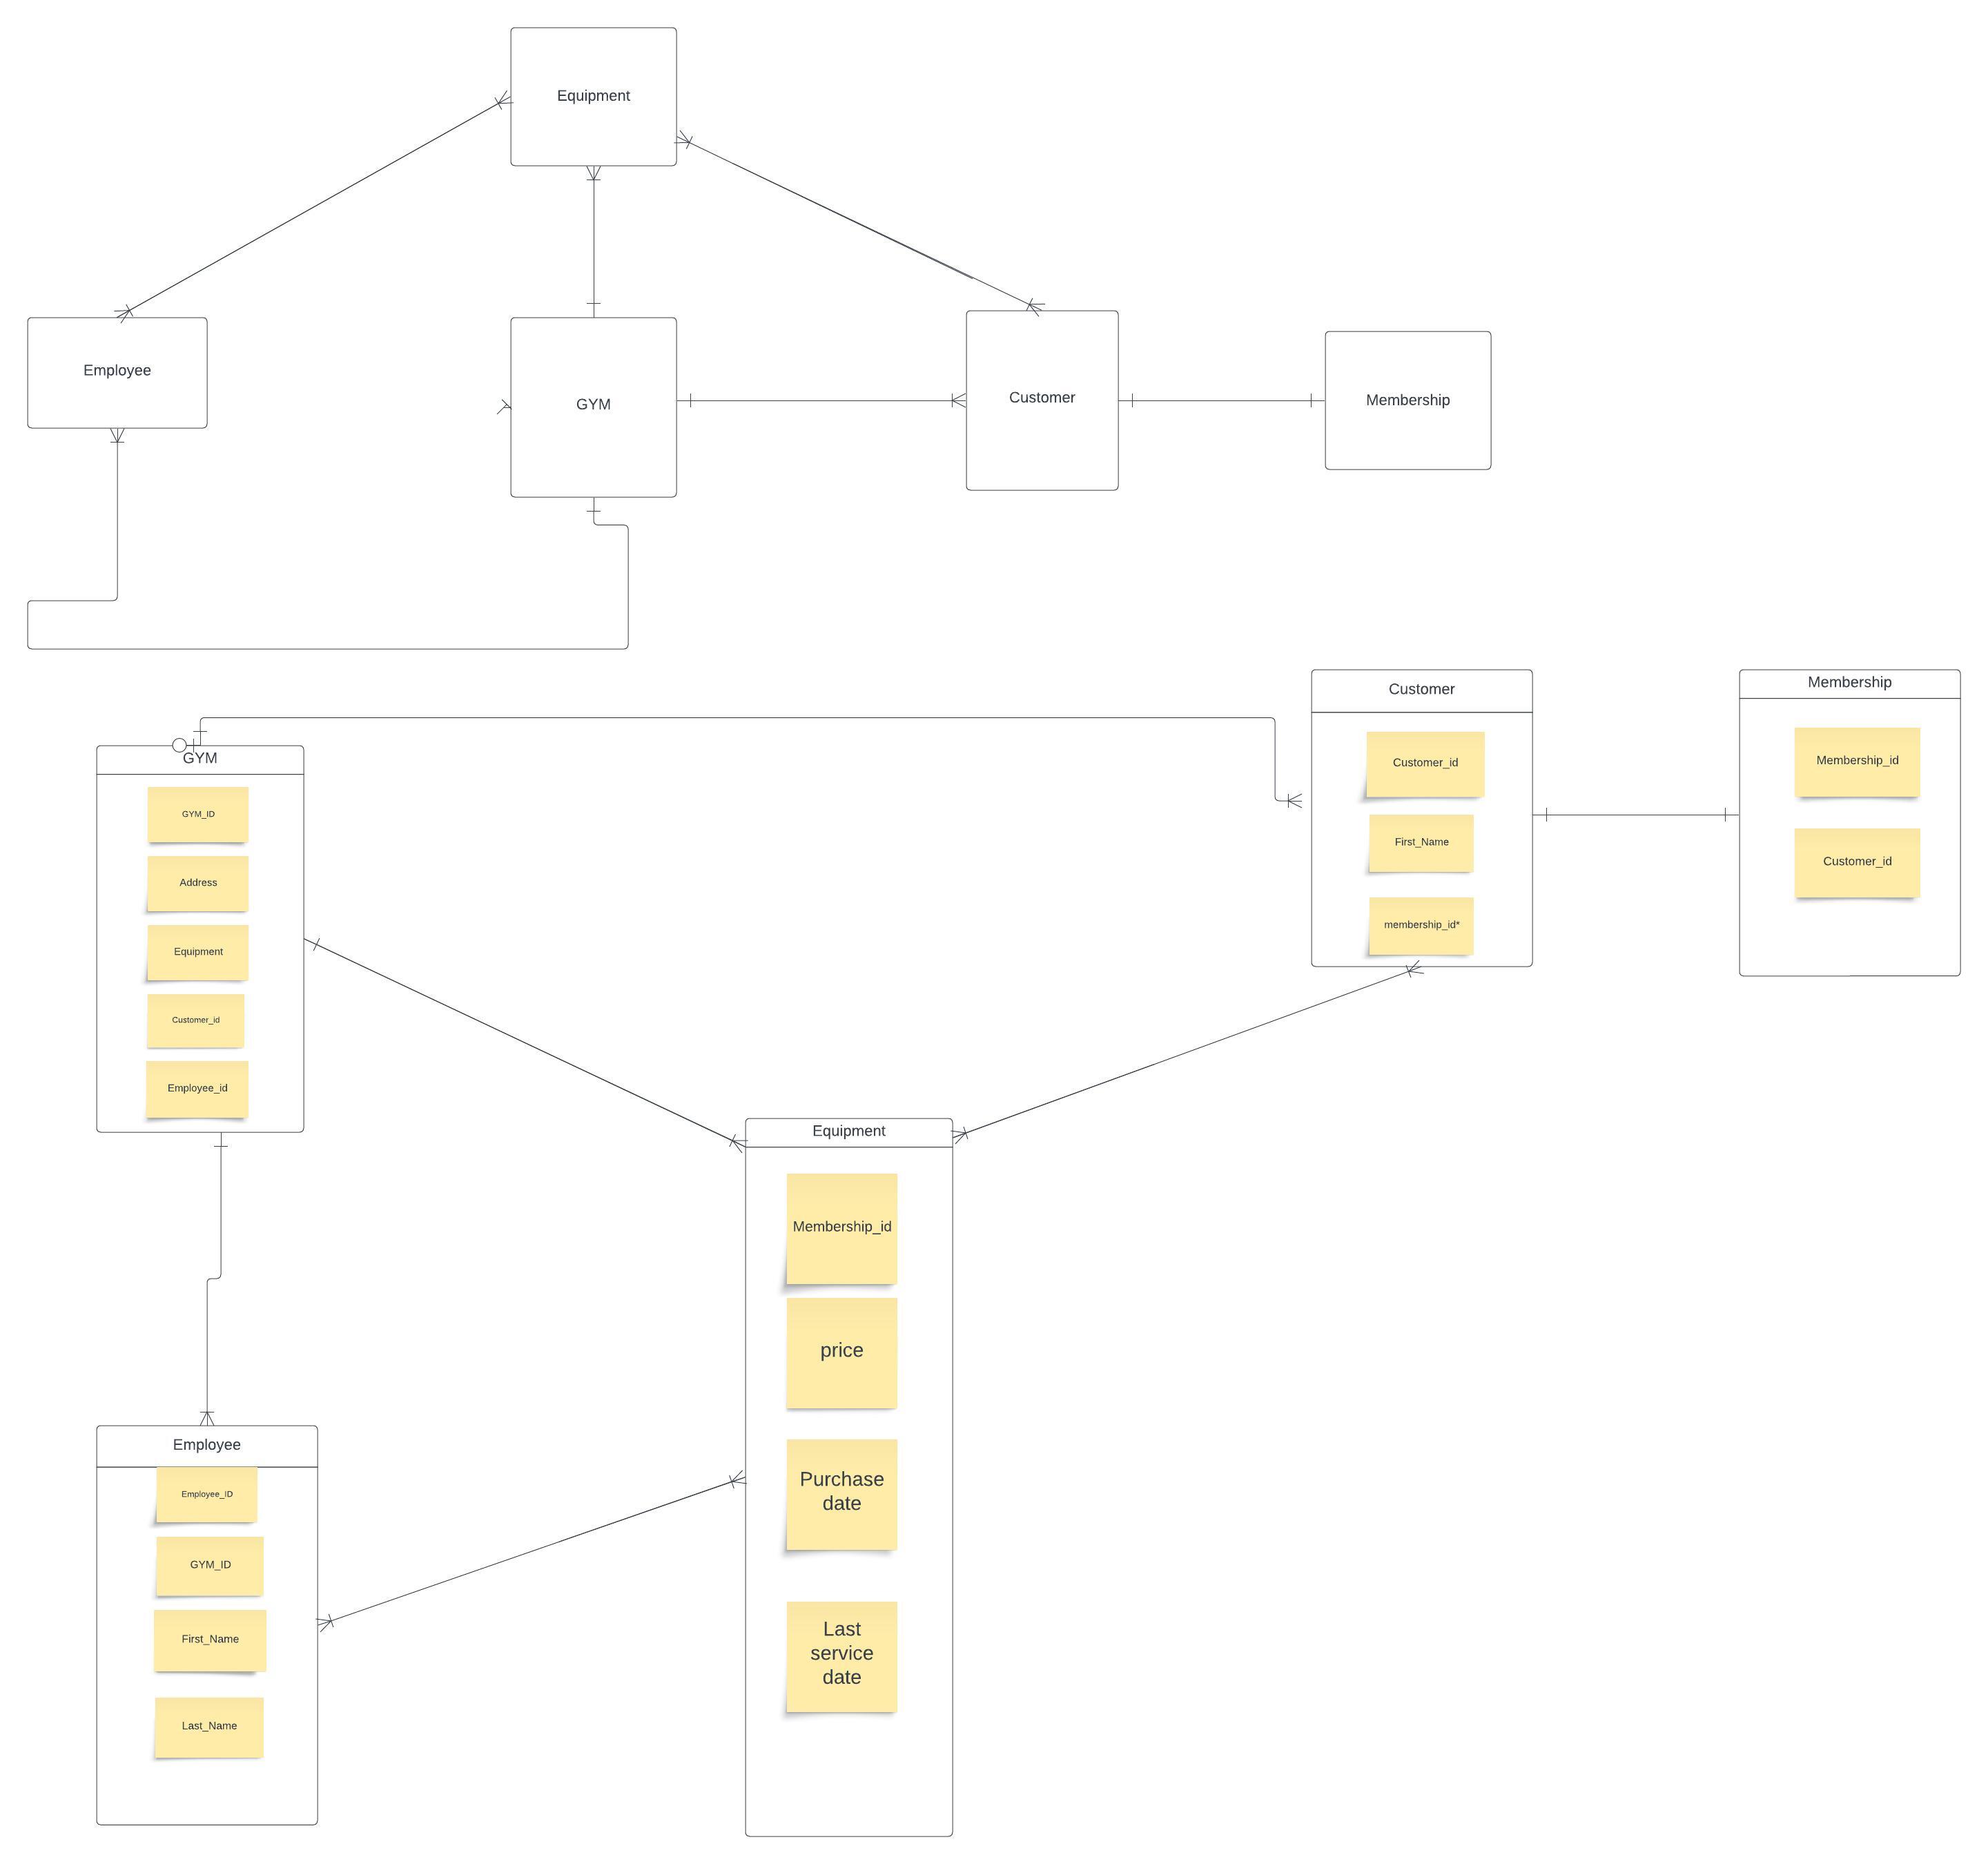 Equipment
Employee
GYM
Customer
Membership
Customer
Customer_id
First_Name
membership_id*
Membership
Membership_id
Customer_id
GYM
GYM_ID
Address
Equipment
Customer_id
Employee_id
Equipment
Membership_id
price
Purchase
date
Last
service
date
Employee
Employee_ID
GYM_ID
First_Name
Last_Name